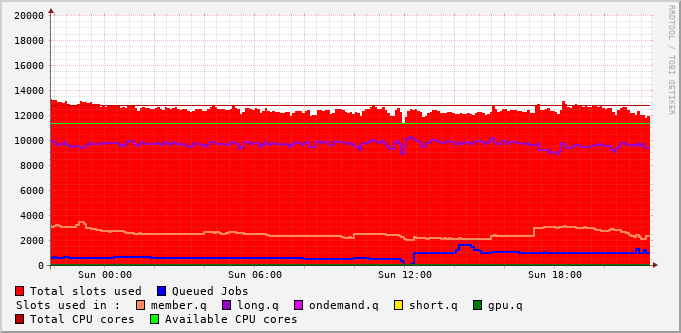 20000
18000
16000
14000
12000
10000
8000
6000
4000
2000
0
Sun 00:00 Sun 06:00 Sun 12:00 Sun 18:00
RRDTOOL / TOBI OETIKER
Total slots used Queued Jobs
Slots used in : member.q long.q ondemand.q short.q gpu.q
Total CPU cores Available CPU cores